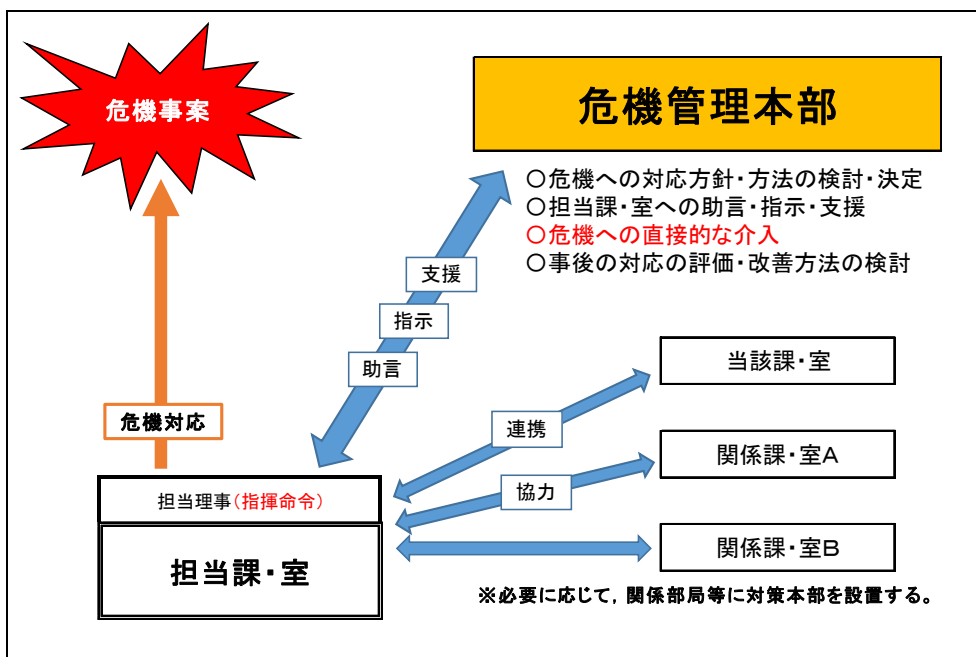 危機事案
危機管理本部
○危機への対応方針・方法の検討・決定
○担当課・室への助言・指示・支援
○危機への直接的な介入
○事後の対応の評価・改善方法の検討
支援
指示
助言
危機対応
連携
協力
当該課・室
関係課・室A
関係課・室B
担当理事(指揮命令)
担当課・室
※必要に応じて，関係部局等に対策本部を設置する。